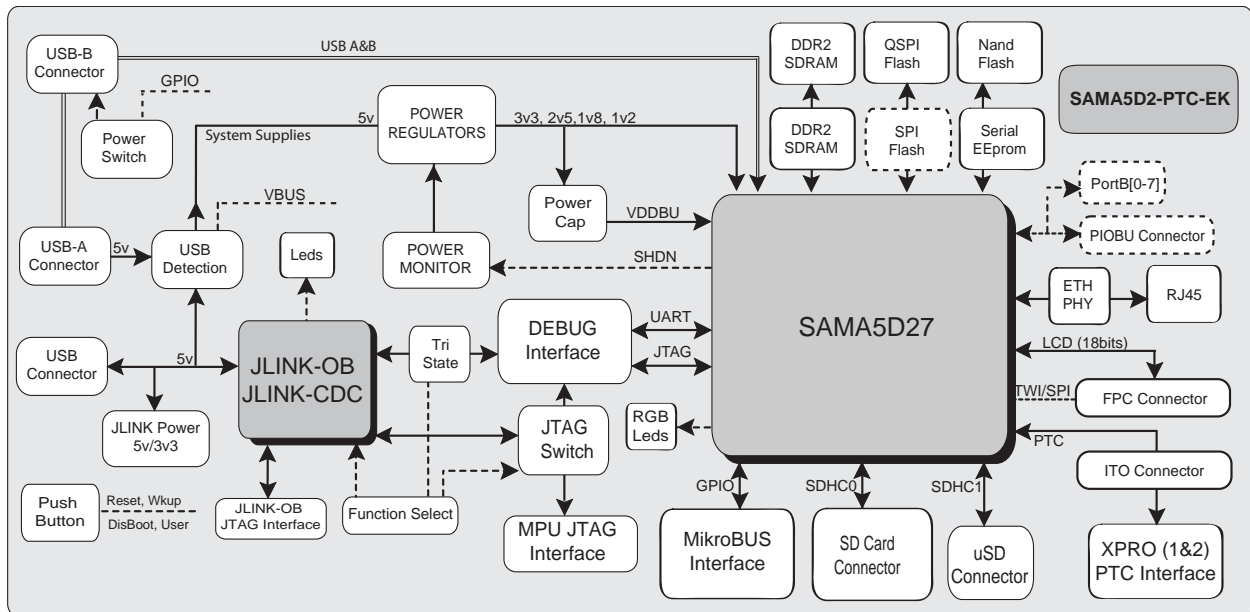 USB-B
Connector
USB A&B
GPIO
Power
Switch
System Supplies
5v
POWER
REGULATORS
3v3, 2v5,1v8, 1v2
DDR2
SDRAM
QSPI
Flash
Nand
Flash
SAMA5D2-PTC-EK
DDR2
SDRAM
SPI
Flash
Serial
EEprom
VBUS
Power
Cap
VDDBU
PortB[0-7]
PIOBU Connector
USB-A
Connector
5v
USB
Detection
Leds
POWER
MONITOR
SHDN
SAMA5D27
ETH
PHY
RJ45
USB
Connector
5v
JLINK-OB
JLINK-CDC
Tri
State
DEBUG
Interface
UART
JTAG
LCD (18bits)
TWI/SPI
FPC Connector
JLINK Power
5v/3v3
JTAG
Switch
RGB
Leds
PTC
ITO Connector
Push
Button
Reset, Wkup
DisBoot, User
JLINK-OB
JTAG Interface
Function Select
MPU JTAG
Interface
GPIO
MikroBUS
Interface
SDHC0
SD Card
Connector
SDHC1
uSD
Connector
XPRO (1&2)
PTC Interface